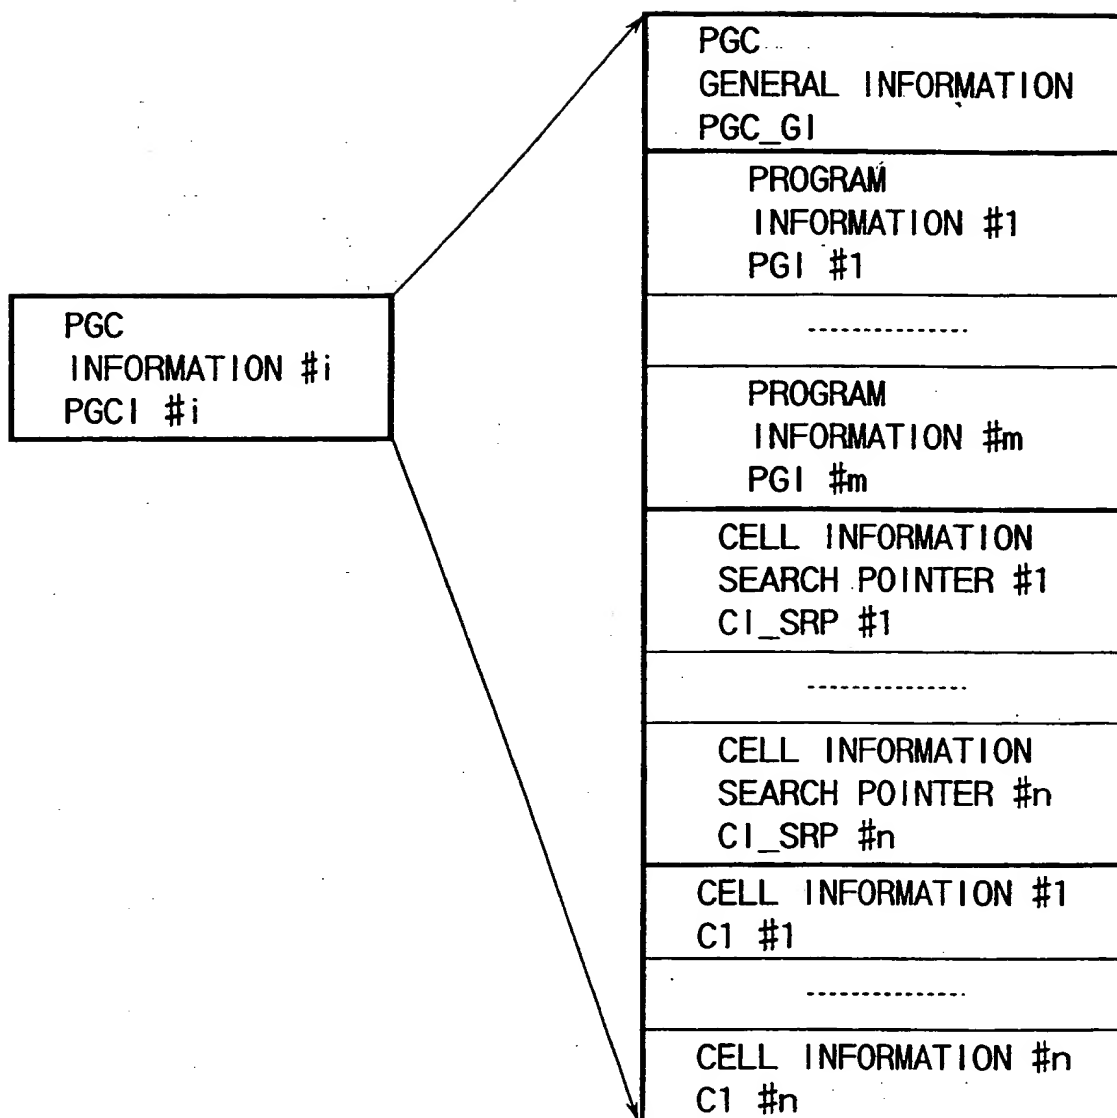 PGC
INFORMATION #i
PGCI #i
PGC
GENERAL INFORMATION
PGC_GI
PROGRAM
INFORMATION #1
PGI #1
PROGRAM
INFORMATION #m
PGI #m
CELL INFORMATION
SEARCH POINTER #1
CI_SRP #1
CELL INFORMATION
SEARCH POINTER #n
CI_SRP #n
CELL INFORMATION #1
C1 #1
CELL INFORMATION #n
C1 #n